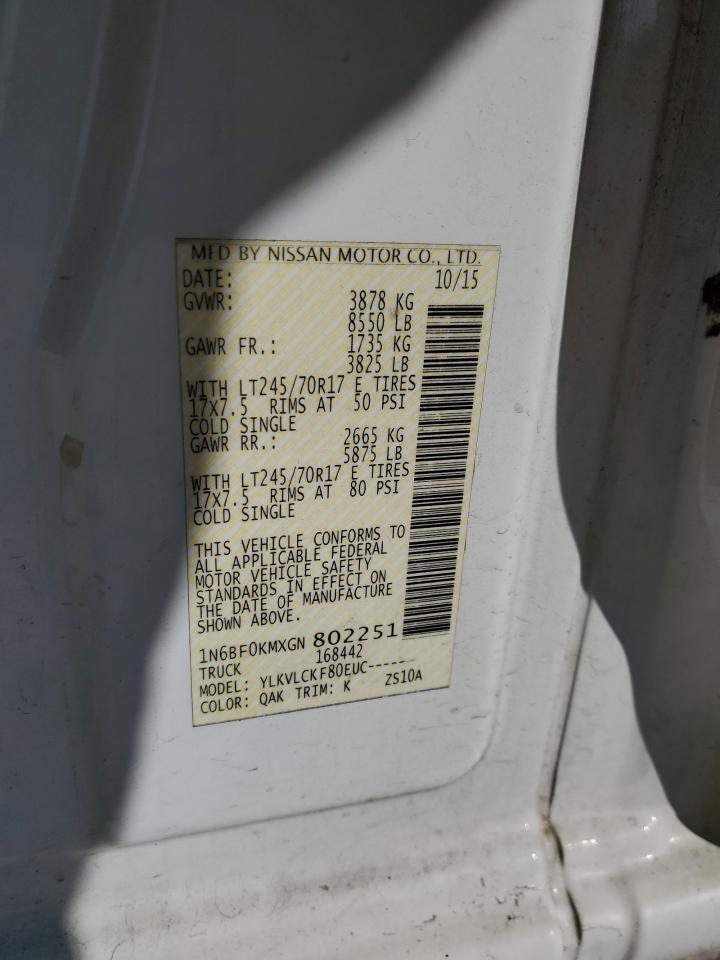 MFD BY NISSAN MOTOR CO., LTD.
DATE: 10/15
GVWR: 3878 KG
8550 LB
GAWR FR.: 1735 KG
3825 LB
WITH LT245/70R17 E TIRES
17X7.5 RIMS AT 50 PSI
COLD SINGLE
GAWR RR.: 2665 KG
5875 LB
WITH LT245/70R17 E TIRES
17X7.5 RIMS AT 80 PSI
COLD SINGLE
THIS VEHICLE CONFORMS TO
ALL APPLICABLE FEDERAL
MOTOR VEHICLE SAFETY
STANDARDS IN EFFECT ON
THE DATE OF MANUFACTURE
SHOWN ABOVE.
1N6BF0KMXGN 802251
TRUCK 168442
MODEL: YLKVLCKF80EUC------
COLOR: QAK TRIM: K ZS10A